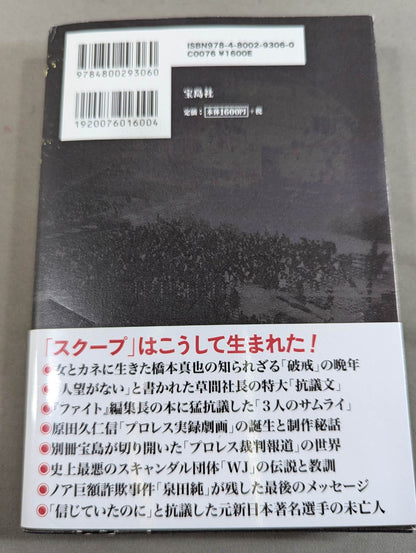 ISBN978-4-8002-9306-0
C0076 ¥1600E
9784800293060
宝島社
定価：本体1600円＋税
1920076016004
「スクープ」はこうして生まれた！
●女とカネに生きた橋本真也の知られざる「破戒」の晩年
●「人望がない」と書かれた草間社長の特大「抗議文」
●『ファイト』編集長の本に猛抗議した「3人のサムライ」
●原田久仁信「プロレス実録劇画」の誕生と制作秘話
●別冊宝島が切り開いた「プロレス裁判報道」の世界
●史上最悪のスキャンダル団体「WJ」の伝説と教訓
●ノア巨額詐欺事件「泉田純」が残した最後のメッセージ
●「信じていたのに」と抗議した元新日本著名選手の未亡人